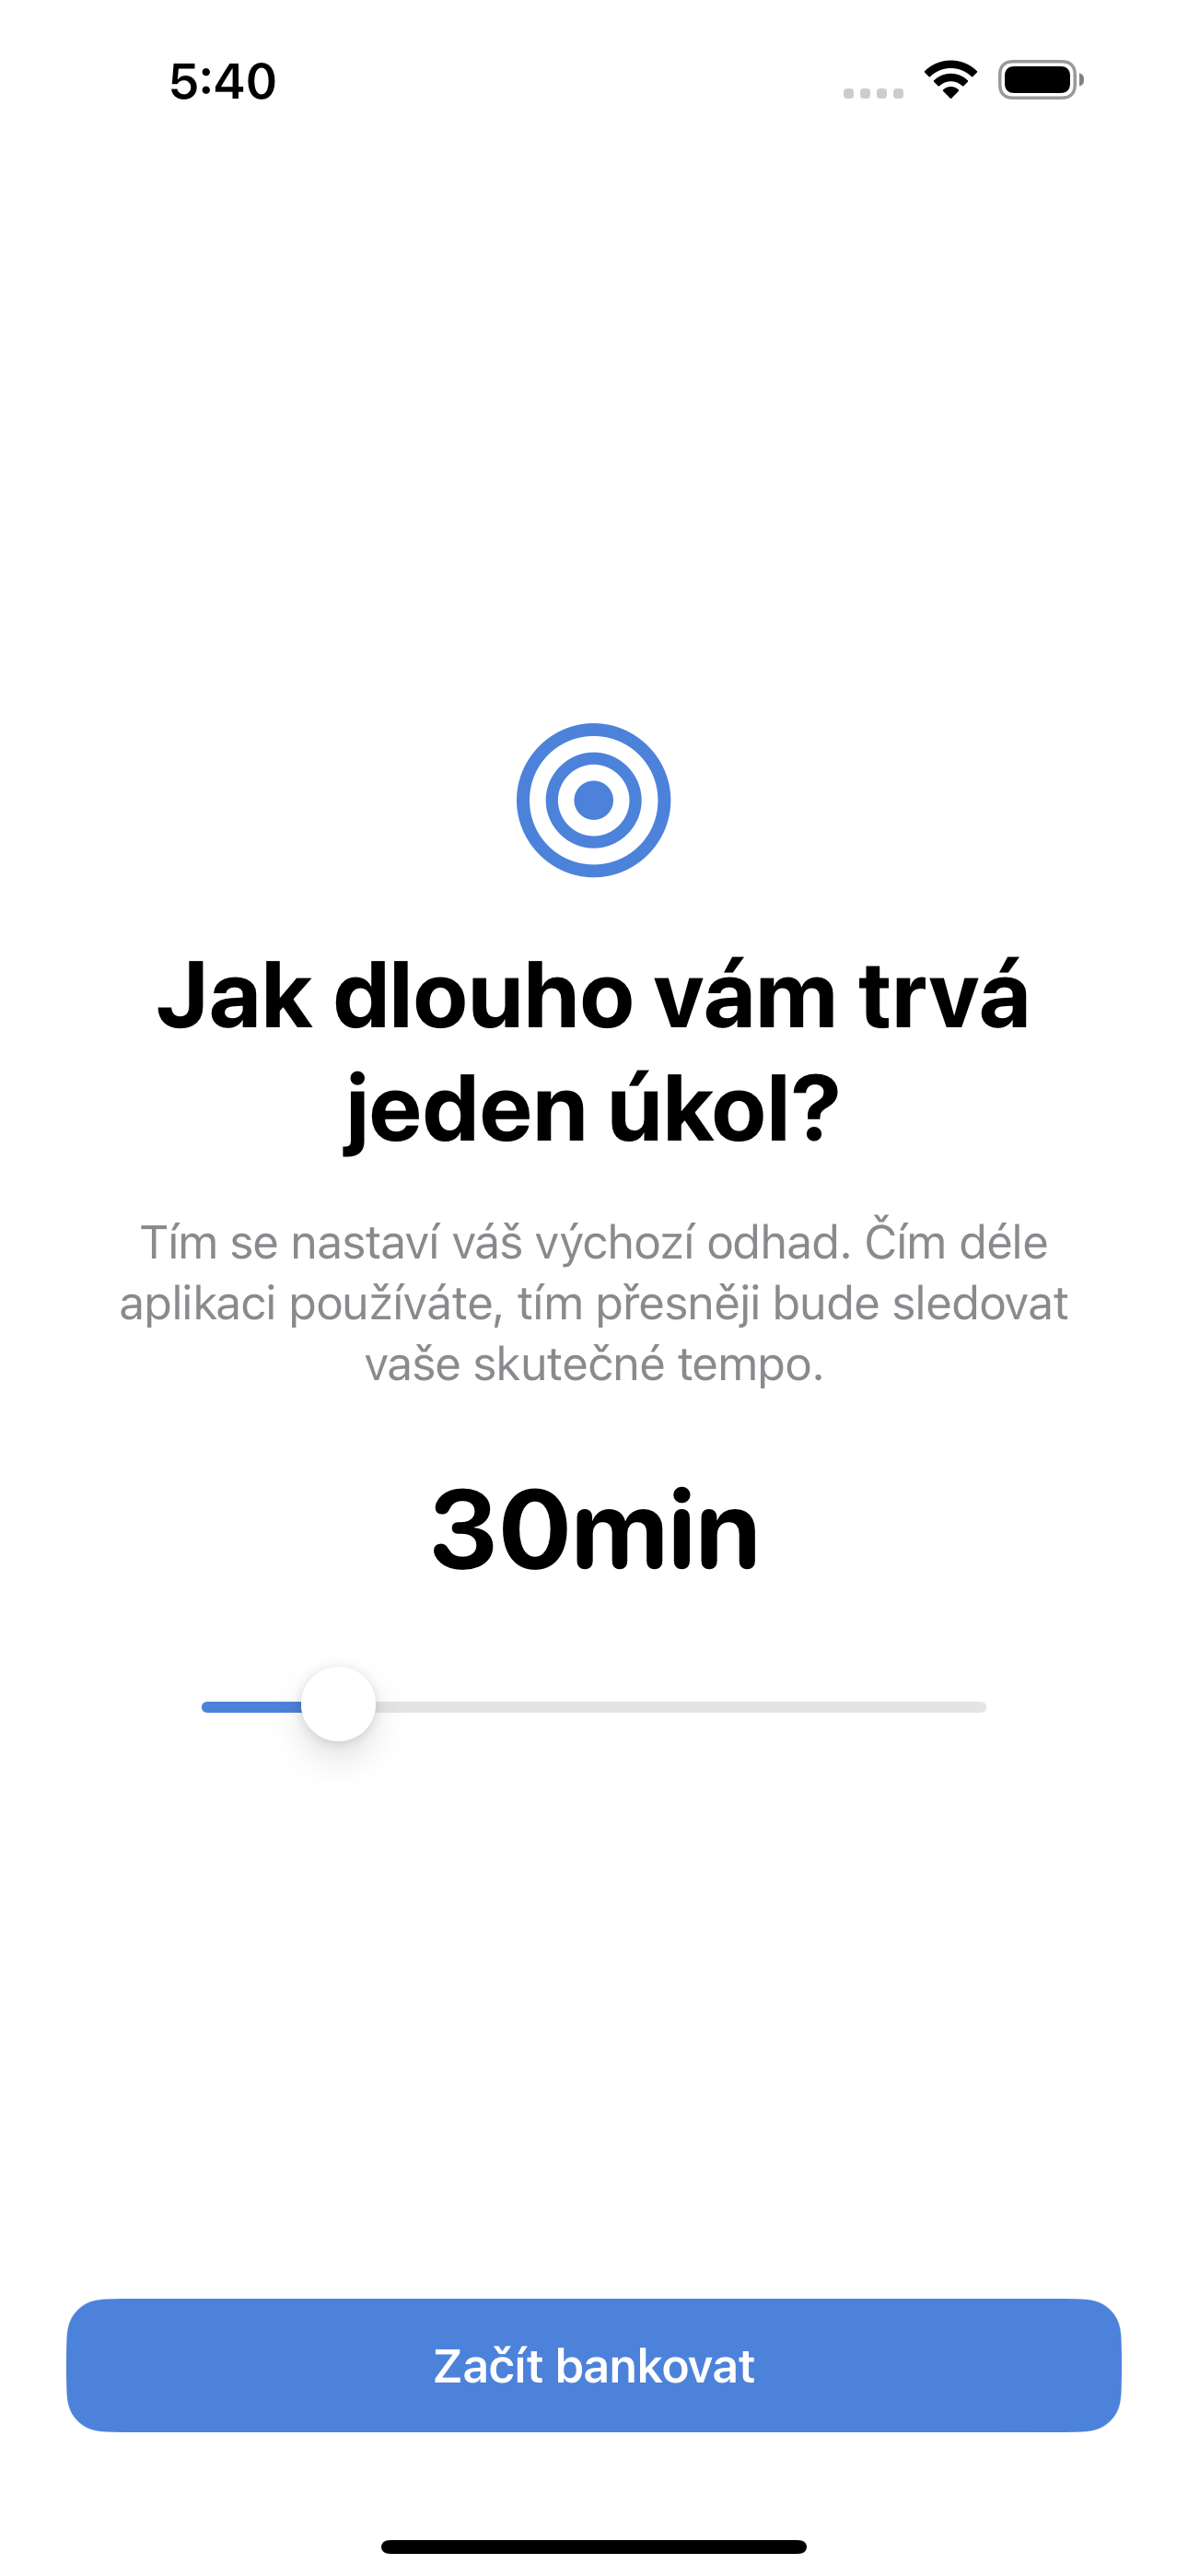 5:40
Jak dlouho vám trvá
jeden úkol?
Tím se nastaví váš výchozí odhad. Čím déle
aplikaci používáte, tím přesněji bude sledovat
vaše skutečné tempo.
30min
Začít bankovat